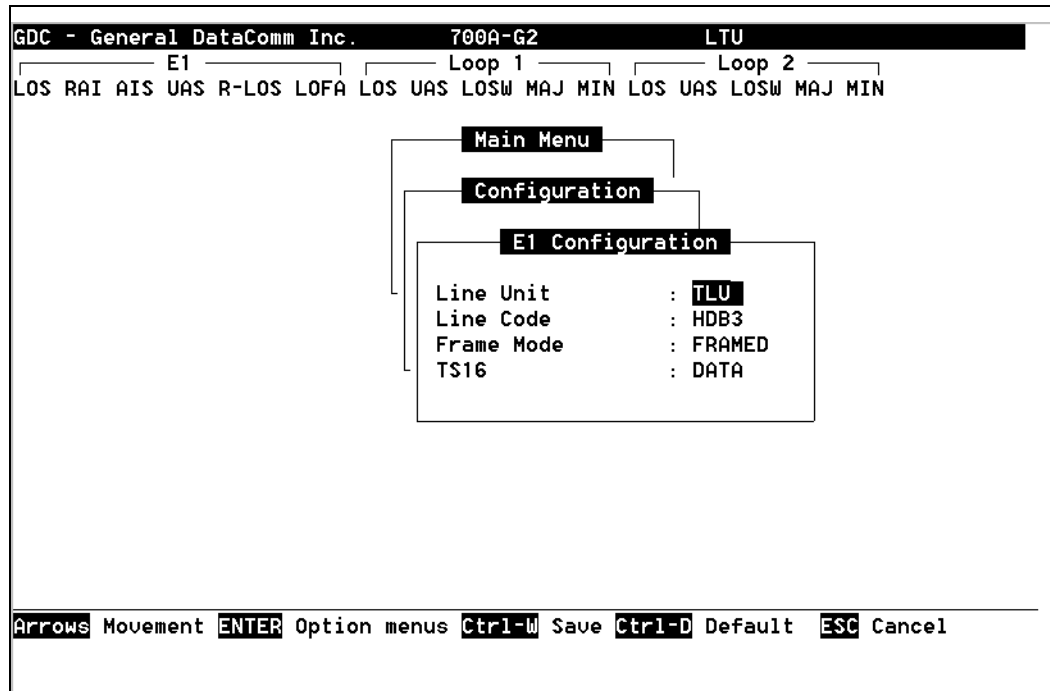 GDC - General DataComm Inc. 700A-G2 LTU
E1 Loop 1 Loop 2
LOS RAI AIS UAS R-LOS LOFA LOS UAS LOSW MAJ MIN LOS UAS LOSW MAJ MIN
Main Menu
Configuration
E1 Configuration
Line Unit : TLU
Line Code : HDB3
Frame Mode : FRAMED
TS16 : DATA
Arrows Movement ENTER Option menus Ctrl-W Save Ctrl-D Default ESC Cancel